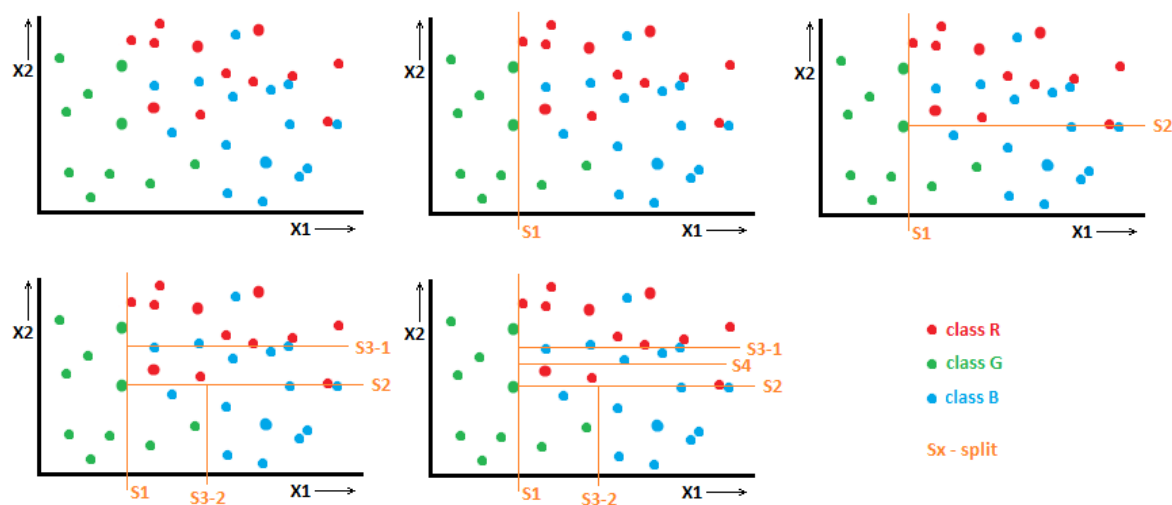 X2
X1
X2
S1
X1
X2
S2
S1
X1
X2
S3-1
S2
S1
X1
S3-2
X2
S3-1
S4
S2
S1
X1
S3-2
class R
class G
class B
Sx - split